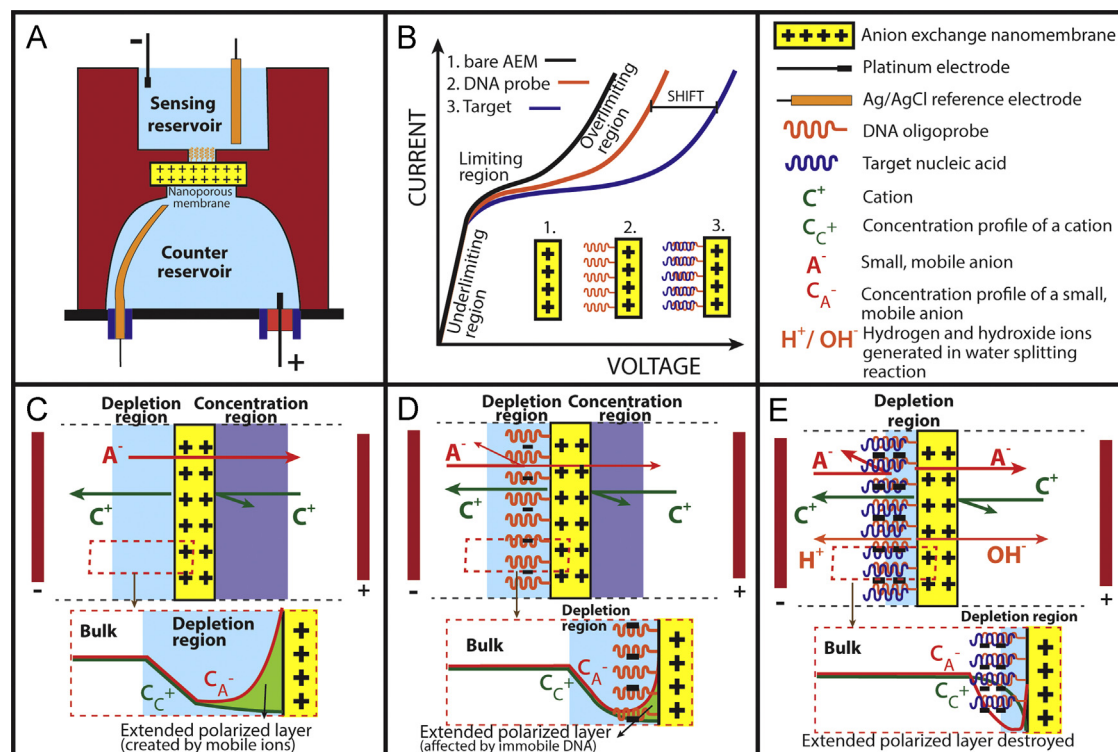 A
-
Sensing
reservoir
+ + + + + + + +
+ + + + + + + +
Nanoporous
membrane
Counter
reservoir
+
B
1. bare AEM
2. DNA probe
3. Target
CURRENT
Underlimiting
region
Limiting
region
Overlimiting
region
SHIFT
1.
2.
3.
VOLTAGE
+ + + +
Anion exchange nanomembrane
Platinum electrode
Ag/AgCl reference electrode
DNA oligoprobe
Target nucleic acid
C+
Cation
CC+
Concentration profile of a cation
A-
Small, mobile anion
CA-
Concentration profile of a small,
mobile anion
H+/ OH-
Hydrogen and hydroxide ions
generated in water splitting
reaction
C
Depletion
region
Concentration
region
A-
C+
C+
-
+
Bulk
Depletion
region
CA-
CC+
Extended polarized layer
(created by mobile ions)
D
Depletion
region
Concentration
region
A-
C+
C+
-
+
Depletion
region
Bulk
CA-
CC+
Extended polarized layer
(affected by immobile DNA)
E
Depletion
region
A-
A-
C+
C+
H+
OH-
-
+
Depletion region
Bulk
CA-
CC+
Extended polarized layer destroyed